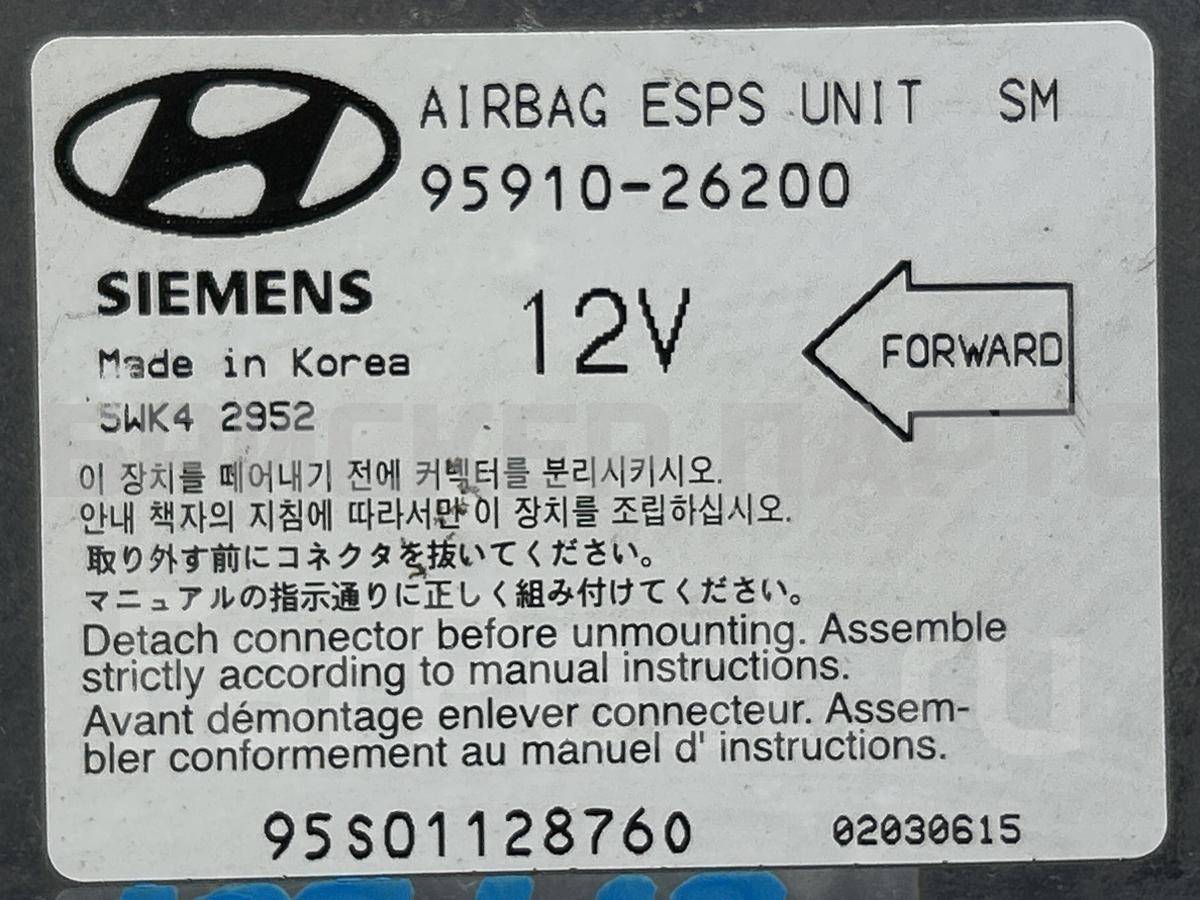 AIRBAG ESPS UNIT SM
95910-26200
SIEMENS
12V
FORWARD
Made in Korea
5WK4 2952
이 장치를 떼어내기 전에 커넥터를 분리시키시오.
안내 책자의 지침에 따라서만 이 장치를 조립하십시오.
取り外す前にコネクタを抜いてください。
マニュアルの指示通りに正しく組み付けてください。
Detach connector before unmounting. Assemble
strictly according to manual instructions.
Avant démontage enlever connecteur. Assem-
bler conformement au manuel d' instructions.
95S01128760
02030615